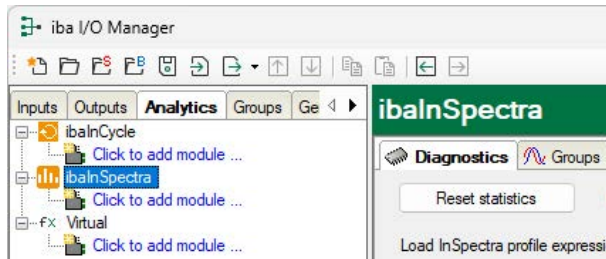 iba I/O Manager
Inputs Outputs Analytics Groups Ge
ibaInCycle
Click to add module ...
ibaInSpectra
Click to add module ...
Virtual
Click to add module ...
ibaInSpectra
Diagnostics Groups
Reset statistics
Load InSpectra profile expressi